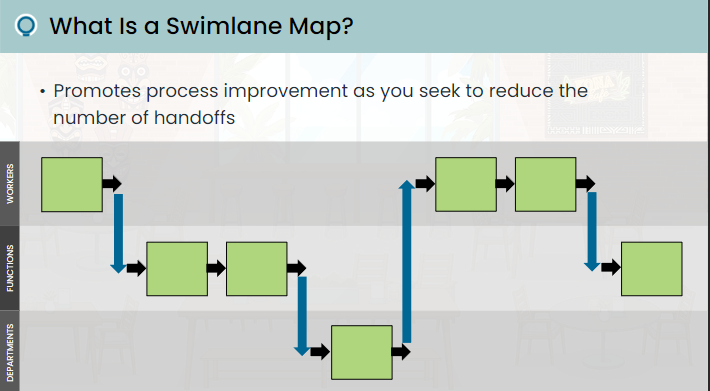 What Is a Swimlane Map?
• Promotes process improvement as you seek to reduce the
number of handoffs
WORKERS
FUNCTIONS
DEPARTMENTS